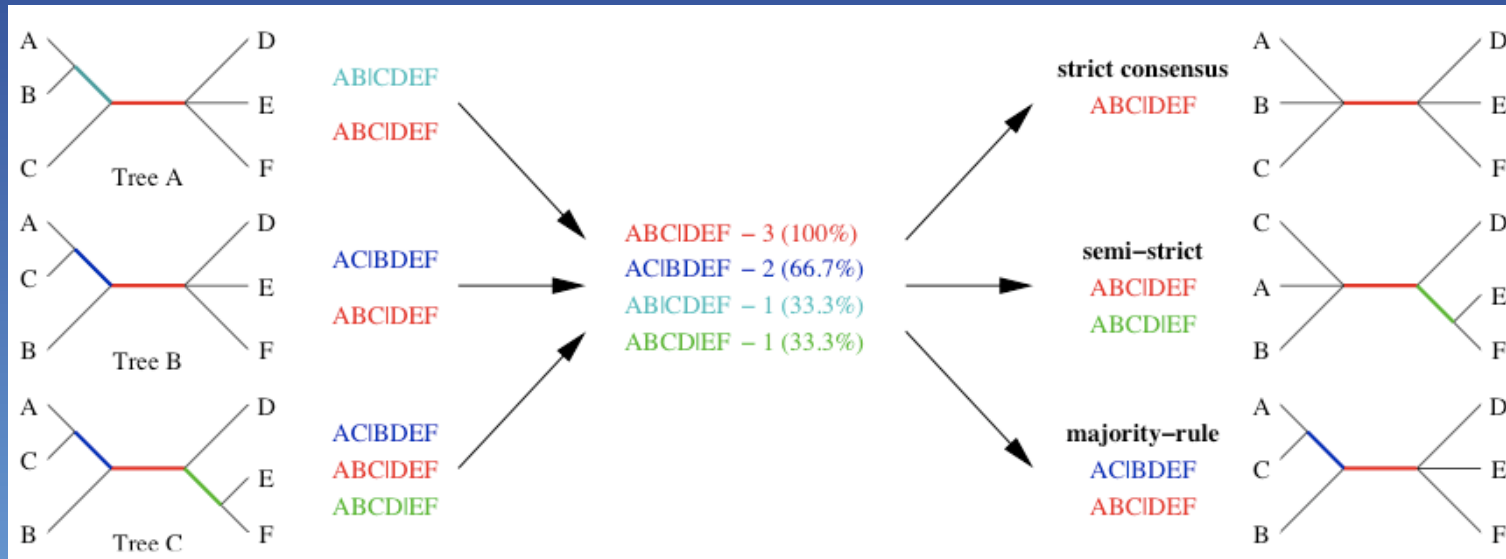 A
B
C
D
E
F
Tree A
AB|CDEF
ABC|DEF
A
C
B
D
E
F
Tree B
AC|BDEF
ABC|DEF
A
C
B
D
E
F
Tree C
AC|BDEF
ABC|DEF
ABCD|EF
ABC|DEF – 3 (100%)
AC|BDEF – 2 (66.7%)
AB|CDEF – 1 (33.3%)
ABCD|EF – 1 (33.3%)
strict consensus
ABC|DEF
A
B
C
D
E
F
semi–strict
ABC|DEF
ABCD|EF
C
A
B
D
E
F
majority–rule
AC|BDEF
ABC|DEF
A
C
B
D
E
F